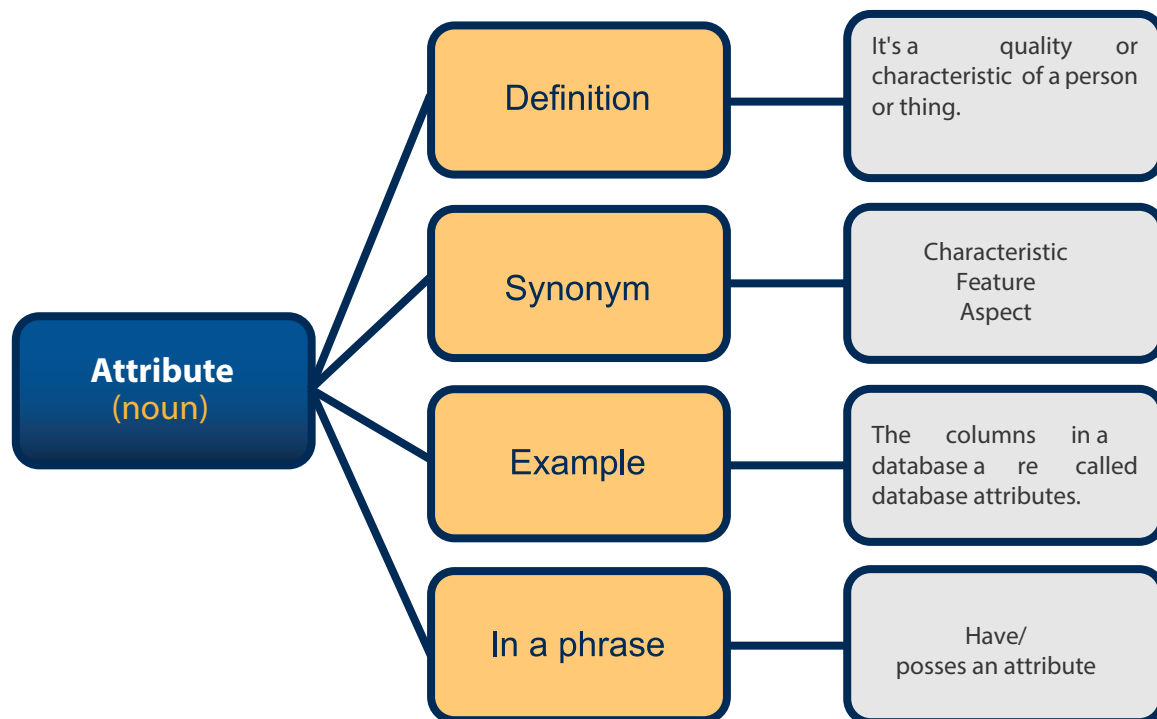 Attribute
(noun)
Definition
It's a quality or
characteristic of a person
or thing.
Synonym
Characteristic
Feature
Aspect
Example
The columns in a
database a re called
database attributes.
In a phrase
Have/
posses an attribute